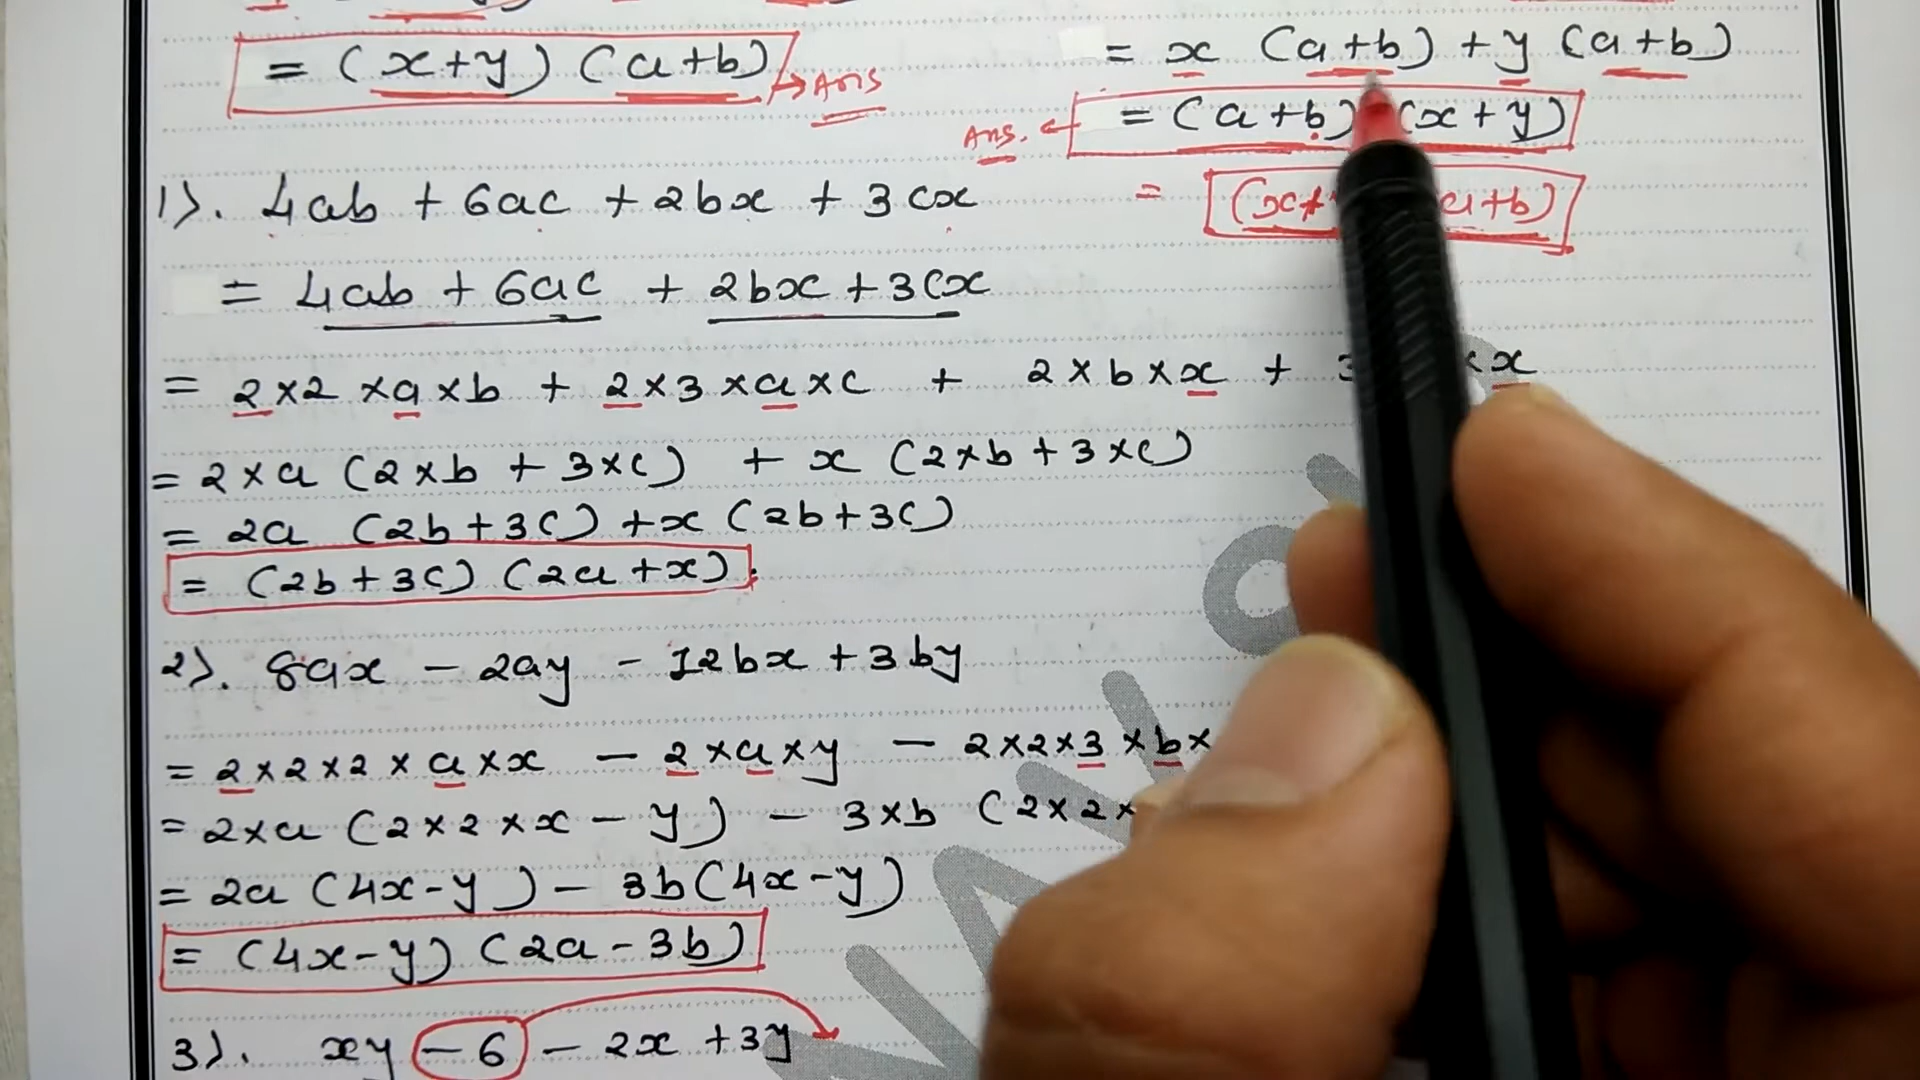 = (x+y) (a+b) → Ans
= x (a+b) + y (a+b)
Ans. ← = (a+b) (x+y)
= (x+ a+b)
1). 4ab + 6ac + 2bx + 3cx
= 4ab + 6ac + 2bx + 3cx
= 2×2 ×a×b + 2×3×a×c + 2×b×x + 3 ×x
= 2×a (2×b + 3×c) + x (2×b+3×c)
= 2a (2b+3c) +x (2b+3c)
= (2b+3c) (2a+x).
2). 8ax - 2ay - 12bx + 3by
= 2×2×2×a×x - 2×a×y - 2×2×3×b×
= 2×a (2×2×x - y) - 3×b (2×2×
= 2a (4x-y) - 3b(4x-y)
= (4x-y) (2a-3b)
3). xy -6 - 2x +3y